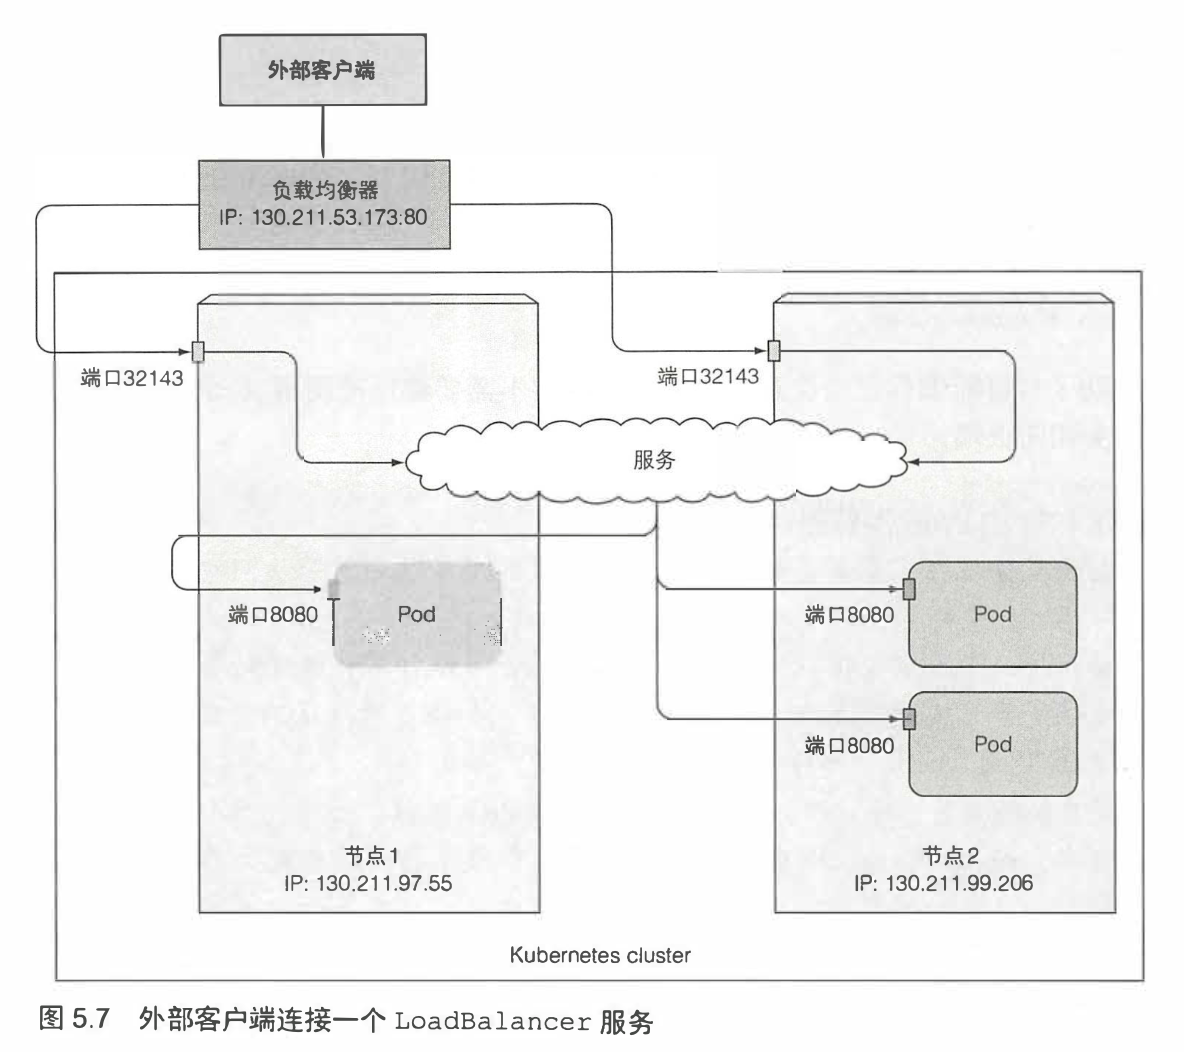 外部客户端
负载均衡器
IP: 130.211.53.173:80
端口32143
端口32143
服务
端口8080
Pod
端口8080
Pod
端口8080
Pod
节点1
IP: 130.211.97.55
节点2
IP: 130.211.99.206
Kubernetes cluster
图 5.7 外部客户端连接一个 LoadBalancer 服务